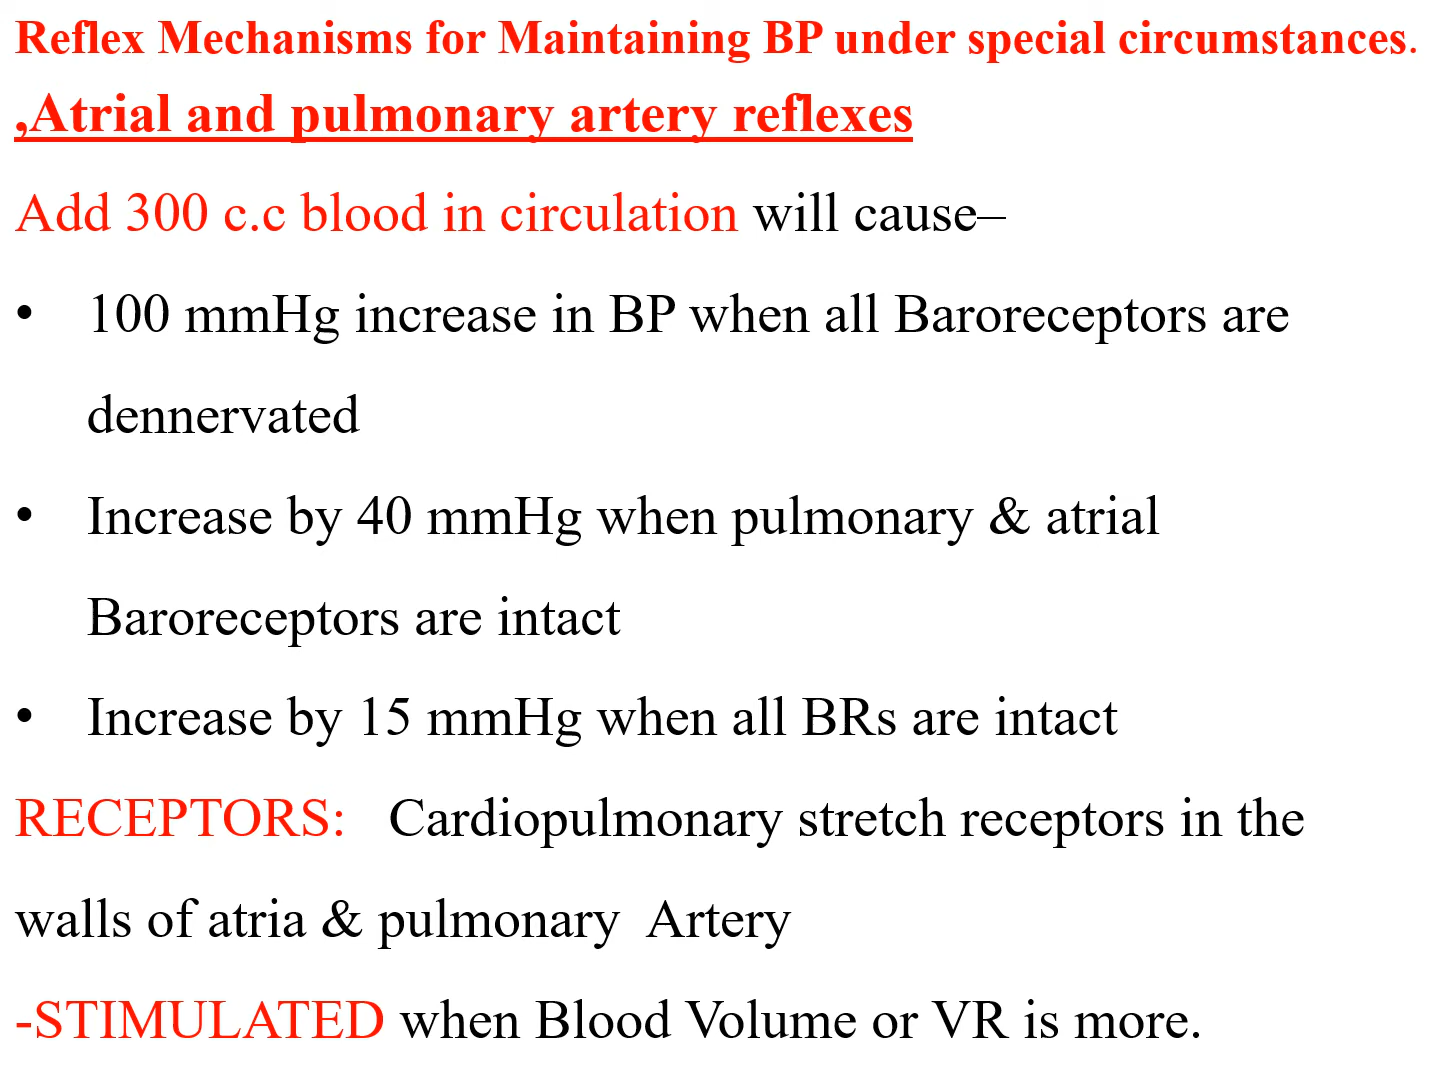 Reflex Mechanisms for Maintaining BP under special circumstances.
,Atrial and pulmonary artery reflexes
Add 300 c.c blood in circulation will cause–
• 100 mmHg increase in BP when all Baroreceptors are
dennervated
• Increase by 40 mmHg when pulmonary & atrial
Baroreceptors are intact
• Increase by 15 mmHg when all BRs are intact
RECEPTORS: Cardiopulmonary stretch receptors in the
walls of atria & pulmonary Artery
-STIMULATED when Blood Volume or VR is more.